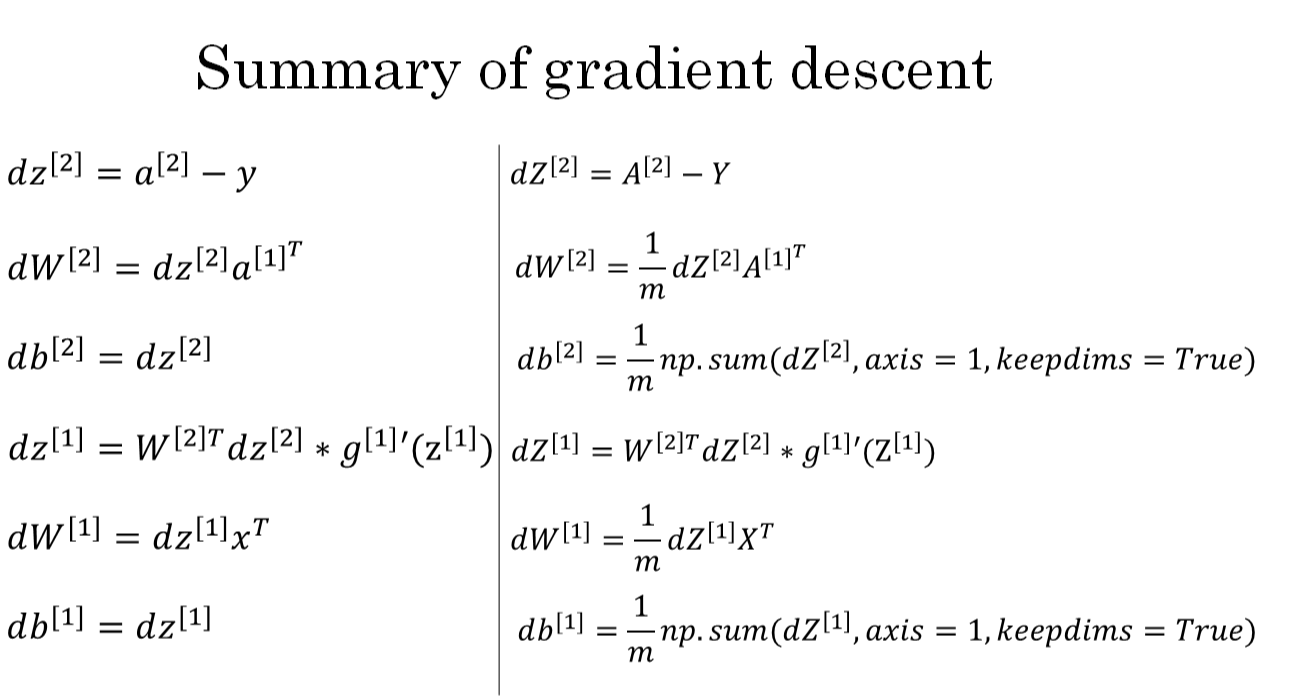 Summary of gradient descent
dz^{[2]} = a^{[2]} − y
dW^{[2]} = dz^{[2]}a^{[1]^T}
db^{[2]} = dz^{[2]}
dz^{[1]} = W^{[2]T}dz^{[2]} * g^{[1]}′(z^{[1]})
dW^{[1]} = dz^{[1]}x^T
db^{[1]} = dz^{[1]}
dZ^{[2]} = A^{[2]} − Y
dW^{[2]} = \frac{1}{m}dZ^{[2]}A^{[1]^T}
db^{[2]} = \frac{1}{m}np.sum(dZ^{[2]}, axis = 1, keepdims = True)
dZ^{[1]} = W^{[2]T}dZ^{[2]} * g^{[1]}′(Z^{[1]})
dW^{[1]} = \frac{1}{m}dZ^{[1]}X^T
db^{[1]} = \frac{1}{m}np.sum(dZ^{[1]}, axis = 1, keepdims = True)